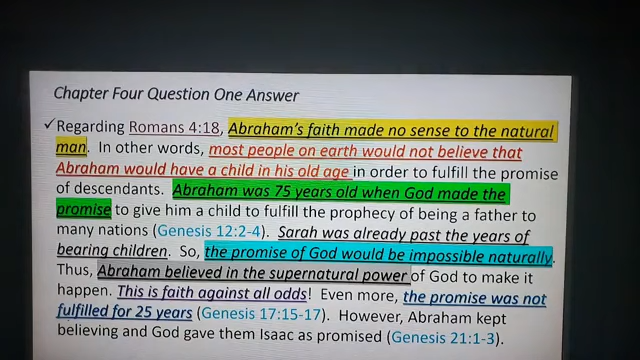 Chapter Four Question One Answer
✓Regarding Romans 4:18, Abraham's faith made no sense to the natural
man. In other words, most people on earth would not believe that
Abraham would have a child in his old age in order to fulfill the promise
of descendants. Abraham was 75 years old when God made the
promise to give him a child to fulfill the prophecy of being a father to
many nations (Genesis 12:2-4). Sarah was already past the years of
bearing children. So, the promise of God would be impossible naturally.
Thus, Abraham believed in the supernatural power of God to make it
happen. This is faith against all odds! Even more, the promise was not
fulfilled for 25 years (Genesis 17:15-17). However, Abraham kept
believing and God gave them Isaac as promised (Genesis 21:1-3).